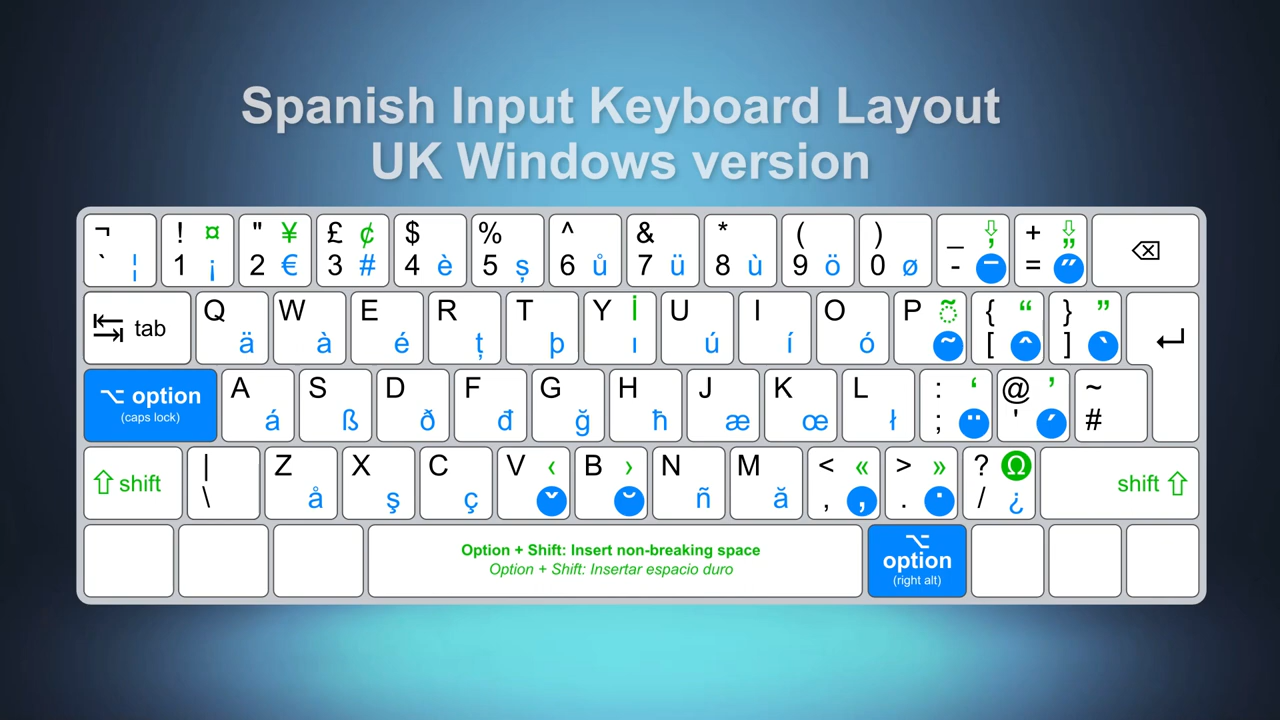 Spanish Input Keyboard Layout
UK Windows version
¬ ! ¤ " ¥ £ ¢ $ % ^ & * ( ) _ ⇩ , + ⇩ „
` ¦ 1 ¡ 2 € 3 # 4 è 5 ș 6 ů 7 ü 8 ù 9 ö 0 ø - ¯ = ˝ ⌫
Q W E R T Y İ U I O P ~ { “ } ”
tab ä à é ț þ ı ú í ó ~ [ ^ ] `
⌥ option A S D F G H J K L : ‘ @ ’ ~
(caps lock) á ß ð đ ğ ħ æ œ ł ; ¨ ' ´ #
⇧ shift | Z X C V ‹ B › N M < « > » ? Ω shift ⇧
\ å ş ç ˇ ˘ ñ ă , , . ˙ / ¿
Option + Shift: Insert non-breaking space
Option + Shift: Insertar espacio duro
⌥
option
(right alt)